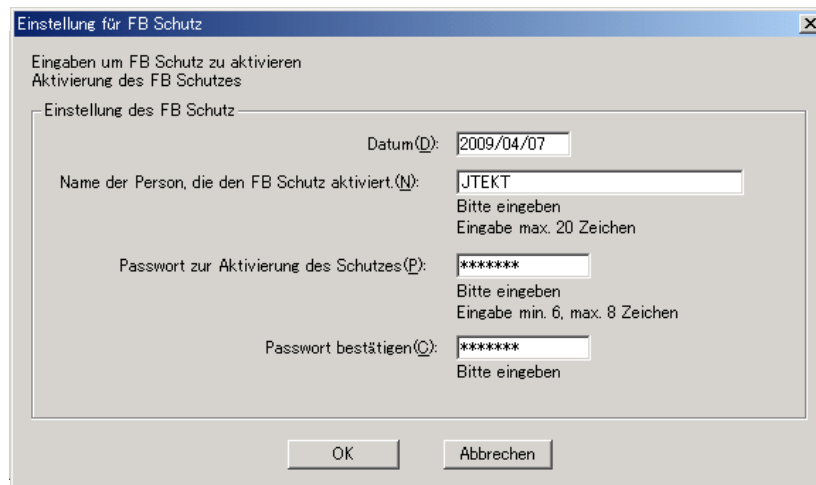 Einstellung für FB Schutz
Eingaben um FB Schutz zu aktivieren
Aktivierung des FB Schutzes
Einstellung des FB Schutz
Datum(D): 2009/04/07
Name der Person, die den FB Schutz aktiviert.(N): JTEKT
Bitte eingeben
Eingabe max. 20 Zeichen
Passwort zur Aktivierung des Schutzes(P): *******
Bitte eingeben
Eingabe min. 6, max. 8 Zeichen
Passwort bestätigen(C): *******
Bitte eingeben
OK Abbrechen